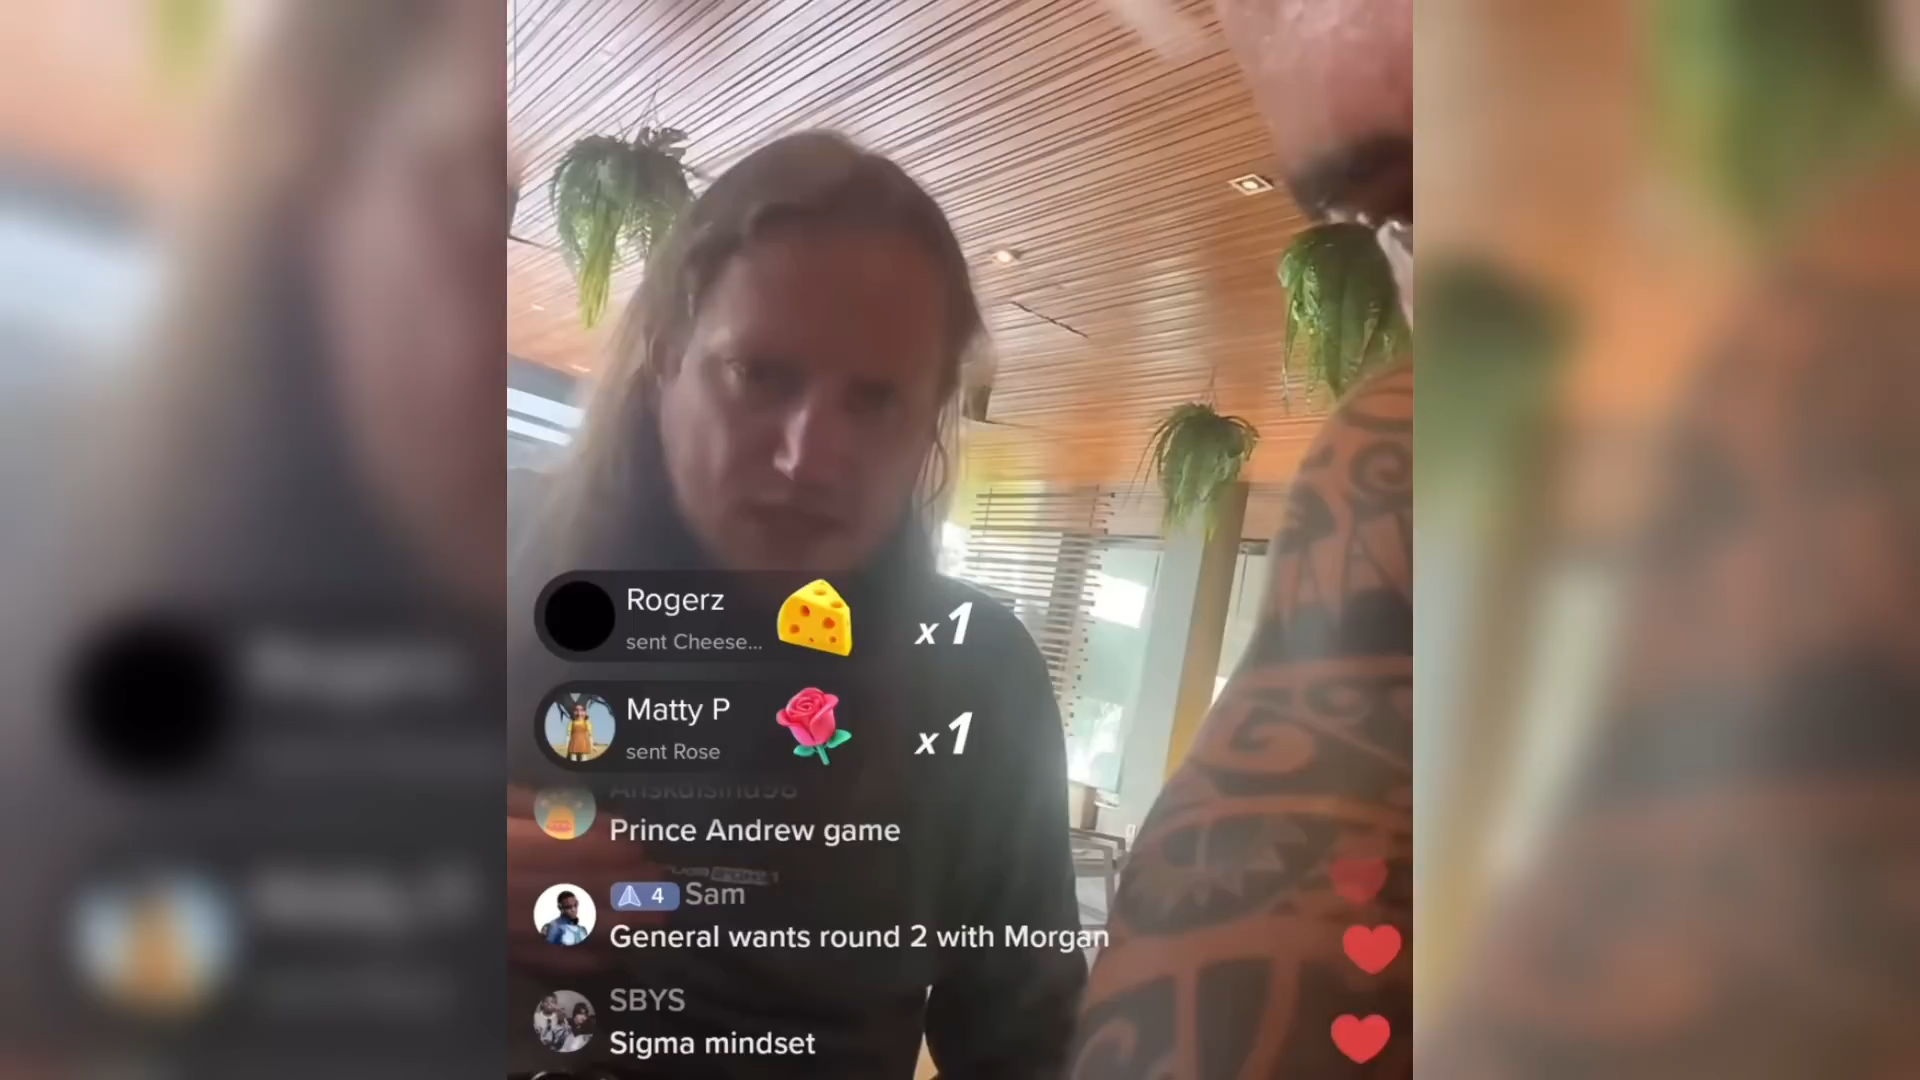 Rogerz
sent Cheese...
x1
Matty P
sent Rose
x1
Prince Andrew game
4 Sam
General wants round 2 with Morgan
SBYS
Sigma mindset